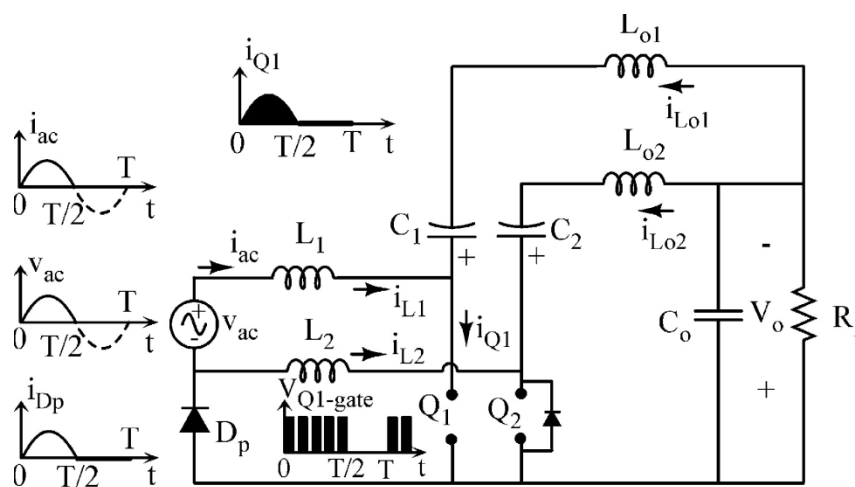 i_Q1
0 T/2 T t
L_o1
i_Lo1
L_o2
i_Lo2
i_ac
T
0 T/2 t
v_ac
T
0 T/2 t
i_Dp
T
0 T/2 t
i_ac
L_1
i_L1
+
v_ac
-
L_2
i_L2
D_p
V_Q1-gate
0 T/2 T t
C_1
+
C_2
+
i_Q1
Q_1
Q_2
C_o
-
V_o
+
R